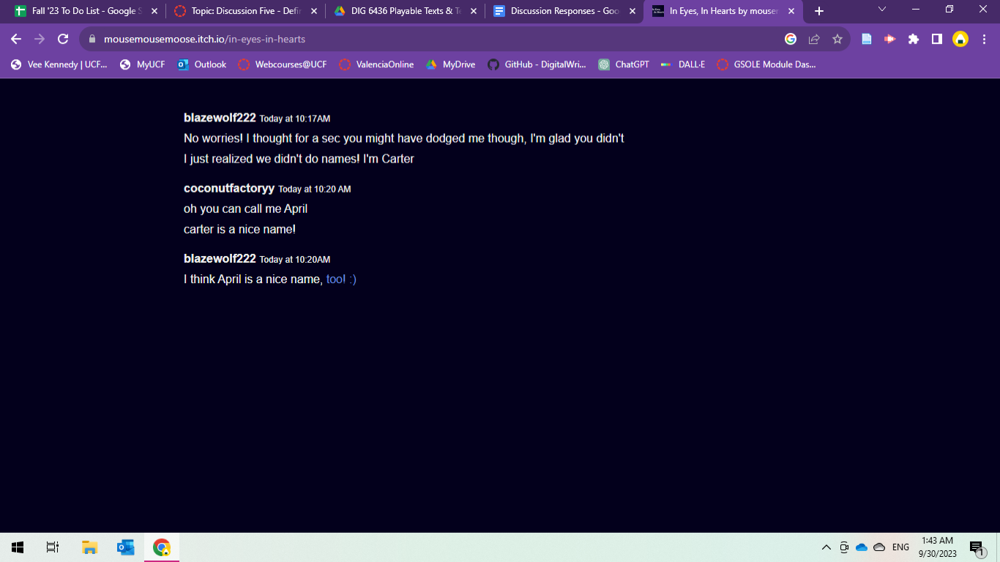 Fall '23 To Do List - Google S
Topic: Discussion Five - Defin
DIG 6436 Playable Texts & Te
Discussion Responses - Goo
In Eyes, In Hearts by mouser
mousemousemoose.itch.io/in-eyes-in-hearts
Vee Kennedy | UCF...
MyUCF
Outlook
Webcourses@UCF
ValenciaOnline
MyDrive
GitHub - DigitalWri...
ChatGPT
DALL·E
GSOLE Module Das...
blazewolf222 Today at 10:17AM
No worries! I thought for a sec you might have dodged me though, I'm glad you didn't
I just realized we didn't do names! I'm Carter
coconutfactoryy Today at 10:20 AM
oh you can call me April
carter is a nice name!
blazewolf222 Today at 10:20AM
I think April is a nice name, too! :)
ENG
1:43 AM
9/30/2023
1